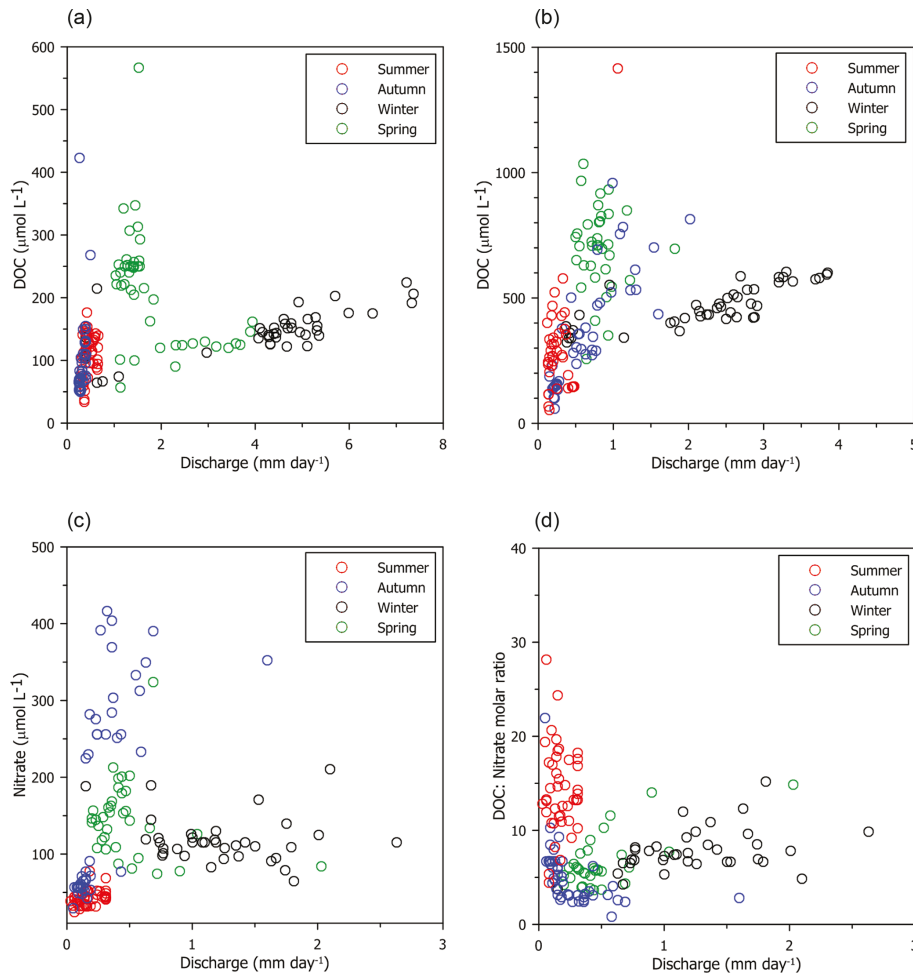 (a)
600
500
400
300
200
100
0
DOC (μmol L-1)
0 2 4 6 8
Discharge (mm day-1)
Summer
Autumn
Winter
Spring
(b)
1500
1000
500
0
DOC (μmol L-1)
0 1 2 3 4 5
Discharge (mm day-1)
Summer
Autumn
Winter
Spring
(c)
500
400
300
200
100
Nitrate (μmol L-1)
0 1 2 3
Discharge (mm day-1)
Summer
Autumn
Winter
Spring
(d)
40
30
20
10
0
DOC: Nitrate molar ratio
0 1 2 3
Discharge (mm day-1)
Summer
Autumn
Winter
Spring